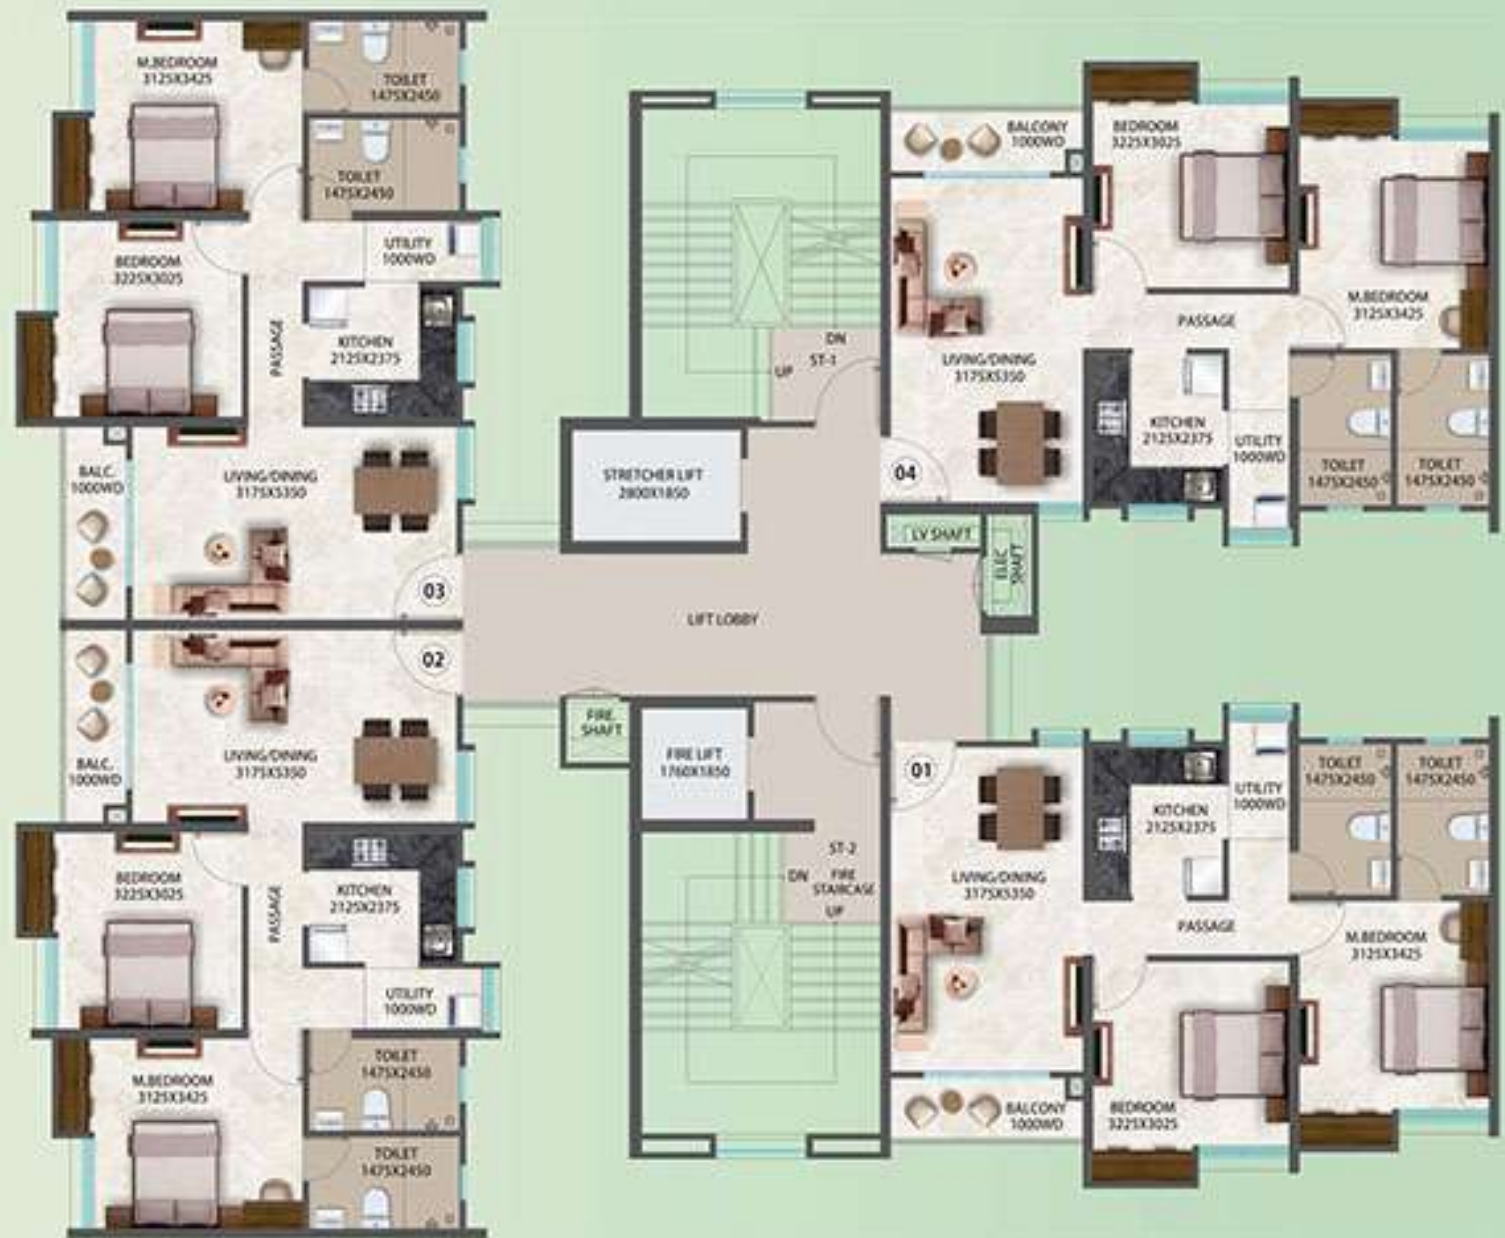 M.BEDROOM
3125X3425
TOILET
1475X2450
TOILET
1475X2450
BEDROOM
3225X3025
UTILITY
1000WD
PASSAGE
KITCHEN
2125X2375
BALC.
1000WD
LIVING/DINING
3175X5350
03
02
BALC.
1000WD
LIVING/DINING
3175X5350
BEDROOM
3225X3025
PASSAGE
KITCHEN
2125X2375
UTILITY
1000WD
M.BEDROOM
3125X3425
TOILET
1475X2450
TOILET
1475X2450
DN
ST-1
UP
STRETCHER LIFT
2800X1850
LIFT LOBBY
LV SHAFT
ELEC
SHAFT
FIRE
SHAFT
FIRE LIFT
1760X1850
ST-2
DN
FIRE
STAIRCASE
UP
BALCONY
1000WD
BEDROOM
3225X3025
M.BEDROOM
3125X3425
PASSAGE
LIVING/DINING
3175X5350
KITCHEN
2125X2375
UTILITY
1000WD
TOILET
1475X2450
TOILET
1475X2450
04
01
KITCHEN
2125X2375
UTILITY
1000WD
TOILET
1475X2450
TOILET
1475X2450
LIVING/DINING
3175X5350
PASSAGE
M.BEDROOM
3125X3425
BALCONY
1000WD
BEDROOM
3225X3025